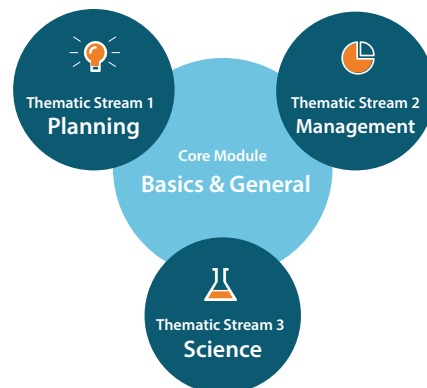 Thematic Stream 1
Planning
Thematic Stream 2
Management
Core Module
Basics & General
Thematic Stream 3
Science